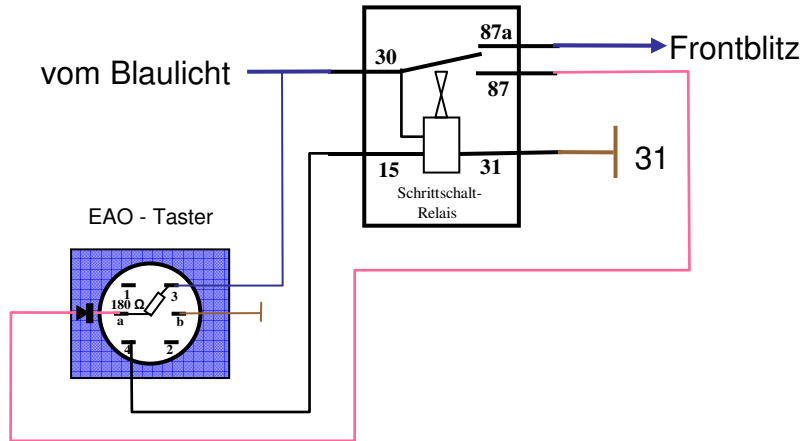 87a
Frontblitz
30
vom Blaulicht
87
15
31
31
Schrittschalt-
Relais
EAO - Taster
1
3
180 Ω
a
b
4
2